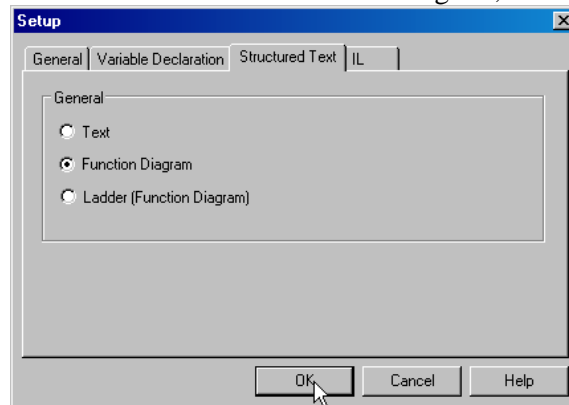 Setup
General Variable Declaration Structured Text IL
General
Text
Function Diagram
Ladder (Function Diagram)
OK Cancel Help